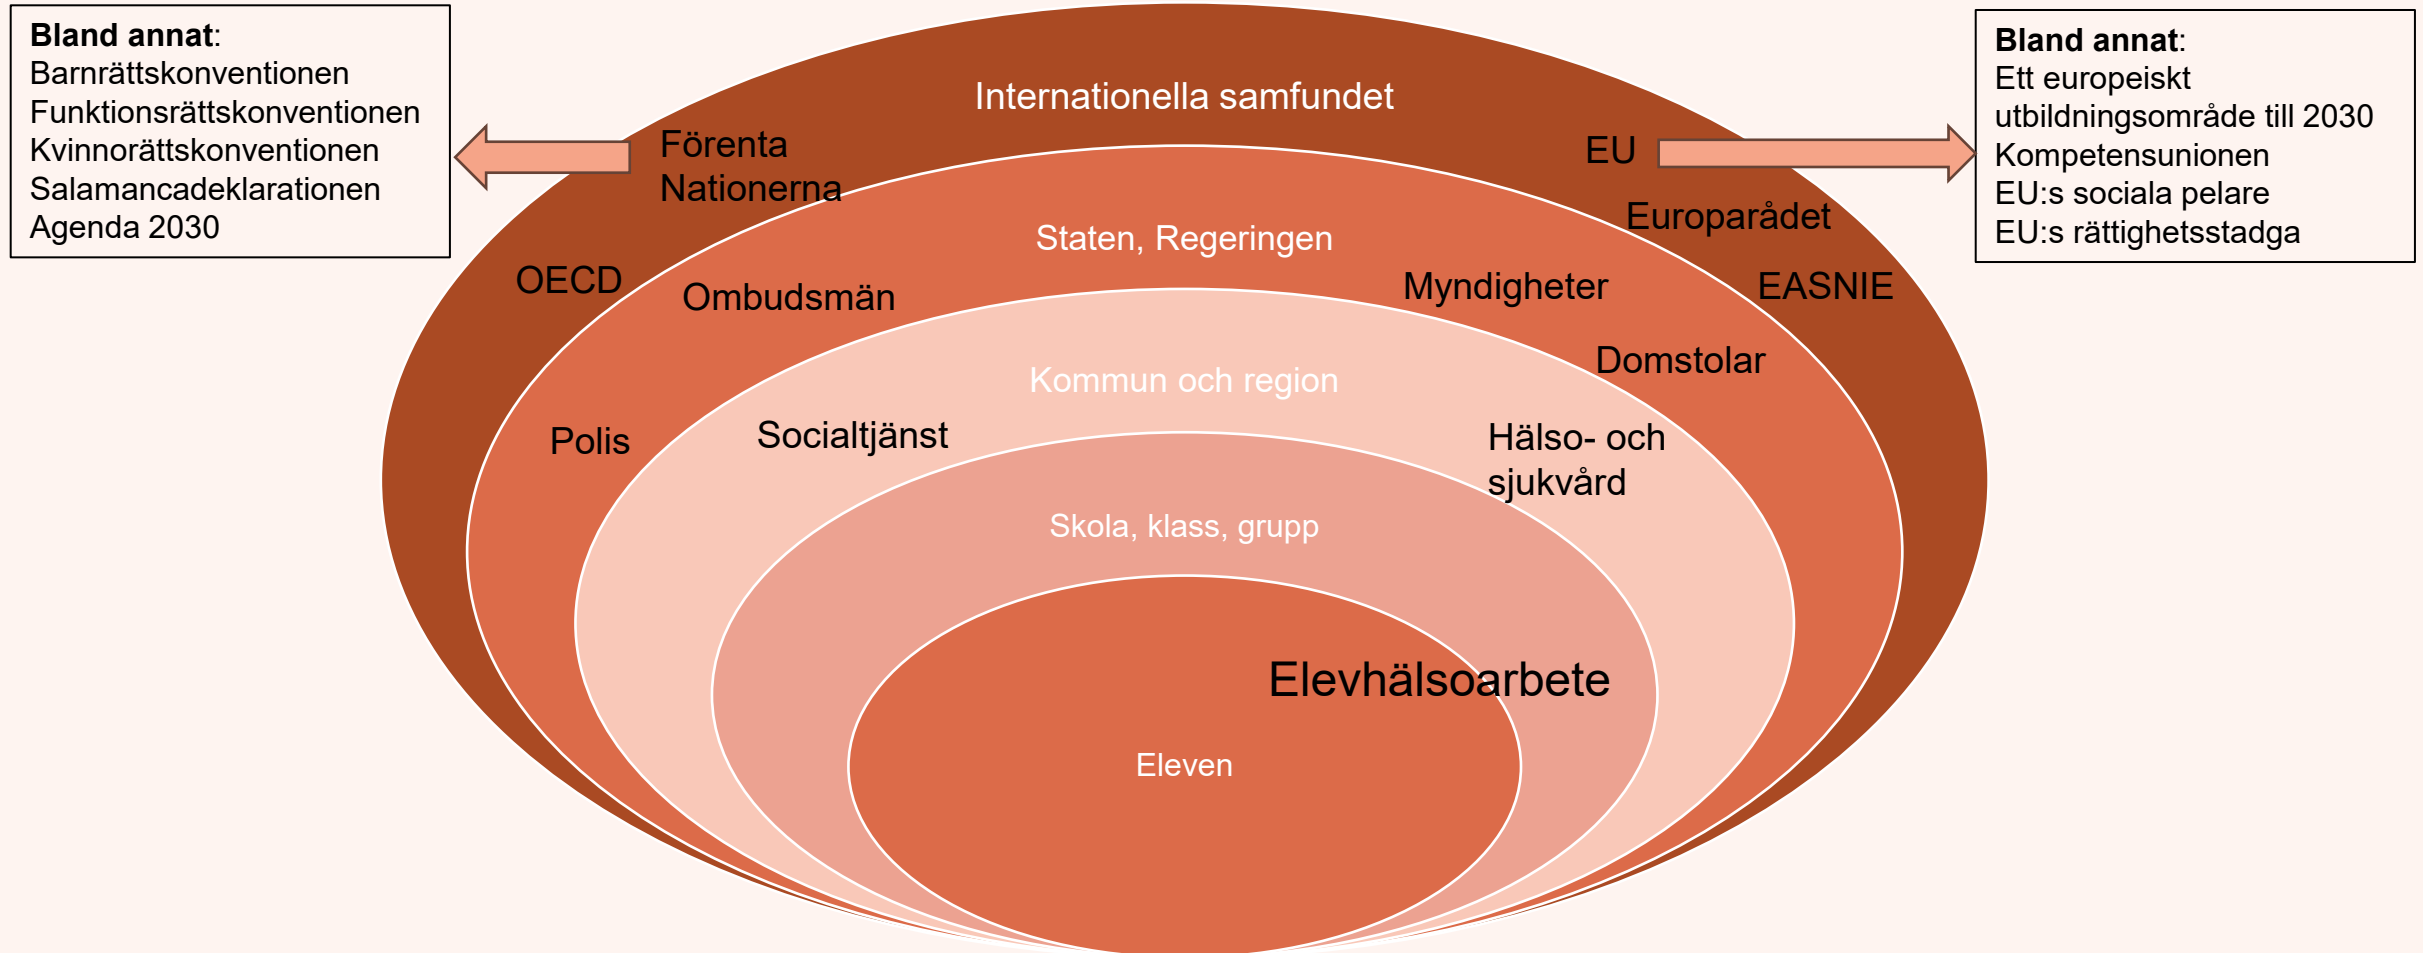 Bland annat:
Barnrättskonventionen
Funktionsrättskonventionen
Kvinnorättskonventionen
Salamancadeklarationen
Agenda 2030
Bland annat:
Ett europeiskt
utbildningsområde till 2030
Kompetensunionen
EU:s sociala pelare
EU:s rättighetsstadga
Internationella samfundet
Förenta
Nationerna
EU
Europarådet
OECD
EASNIE
Staten, Regeringen
Ombudsmän
Myndigheter
Domstolar
Polis
Kommun och region
Socialtjänst
Hälso- och
sjukvård
Skola, klass, grupp
Elevhälsoarbete
Eleven